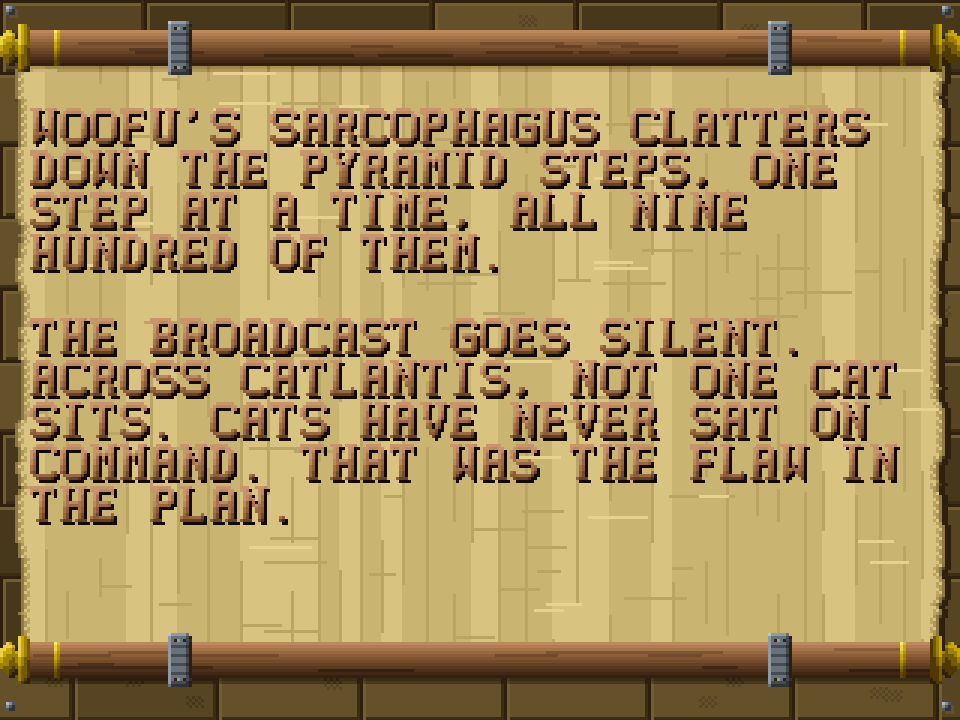 WOOFU'S SARCOPHAGUS CLATTERS
DOWN THE PYRAMID STEPS, ONE
STEP AT A TIME. ALL NINE
HUNDRED OF THEM.
THE BROADCAST GOES SILENT.
ACROSS CATLANTIS, NOT ONE CAT
SITS. CATS HAVE NEVER SAT ON
COMMAND. THAT WAS THE FLAW IN
THE PLAN.